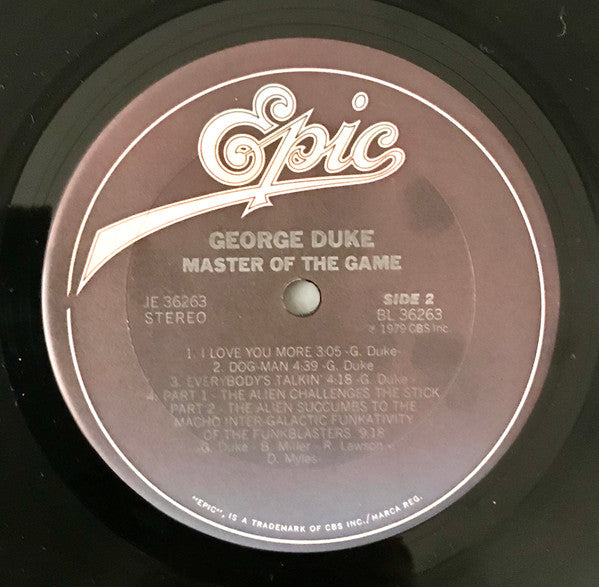 Epic
GEORGE DUKE
MASTER OF THE GAME
JE 36263
STEREO
SIDE 2
BL 36263
℗ 1979 CBS Inc.
1. I LOVE YOU MORE 3:05 -G. Duke-
2. DOG-MAN 4:39 -G. Duke
3. EVERYBODY'S TALKIN' 4:18 -G. Duke -
4. PART 1 - THE ALIEN CHALLENGES THE STICK
PART 2 - THE ALIEN SUCCUMBS TO THE
MACHO INTER-GALACTIC FUNKATIVITY
OF THE FUNKBLASTERS 9:18
-G. Duke - B. Miller - R. Lawson -
D. Myles-
"EPIC", IS A TRADEMARK OF CBS INC./MARCA REG.